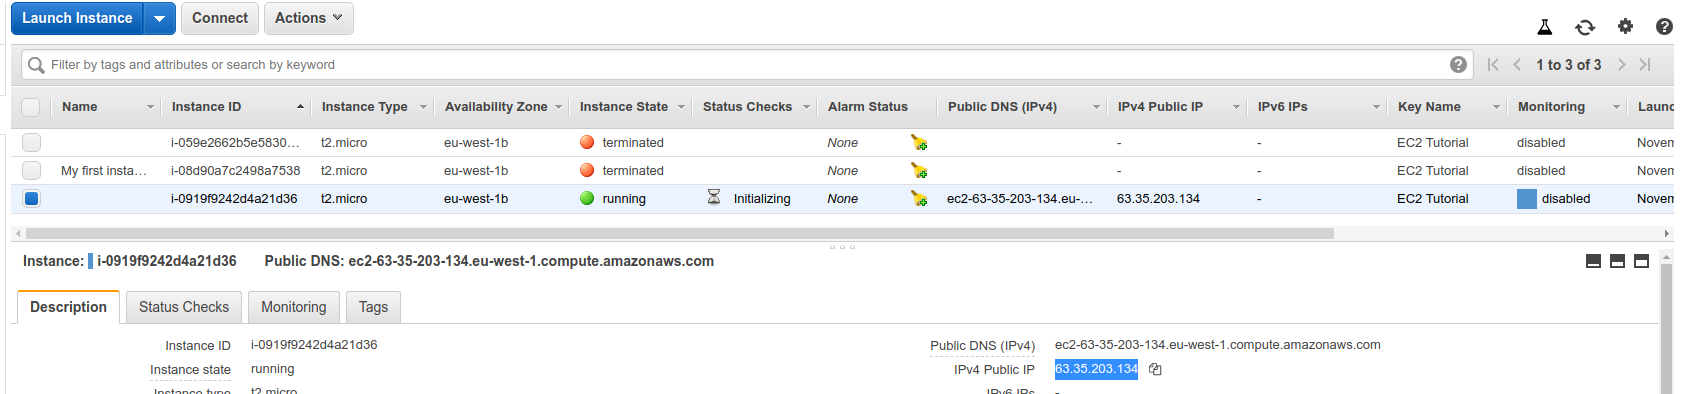 Launch Instance Connect Actions
Filter by tags and attributes or search by keyword 1 to 3 of 3
Name Instance ID Instance Type Availability Zone Instance State Status Checks Alarm Status Public DNS (IPv4) IPv4 Public IP IPv6 IPs Key Name Monitoring Launc
i-059e2662b5e5830... t2.micro eu-west-1b terminated None - - EC2 Tutorial disabled Novem
My first insta... i-08d90a7c2498a7538 t2.micro eu-west-1b terminated None - - EC2 Tutorial disabled Novem
i-0919f9242d4a21d36 t2.micro eu-west-1b running Initializing None ec2-63-35-203-134.eu-... 63.35.203.134 - EC2 Tutorial disabled Novem
Instance: i-0919f9242d4a21d36 Public DNS: ec2-63-35-203-134.eu-west-1.compute.amazonaws.com
Description Status Checks Monitoring Tags
Instance ID i-0919f9242d4a21d36 Public DNS (IPv4) ec2-63-35-203-134.eu-west-1.compute.amazonaws.com
Instance state running IPv4 Public IP 63.35.203.134
Instance type t2.micro IPv6 IPs -